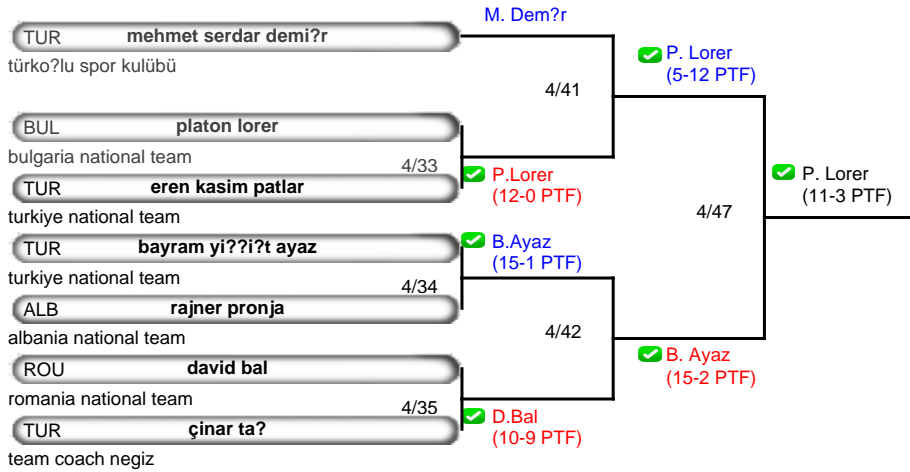 M. Dem?r
TUR mehmet serdar demi?r
türko?lu spor kulübü
P. Lorer
(5-12 PTF)
4/41
BUL platon lorer
bulgaria national team
4/33
P.Lorer
(12-0 PTF)
TUR eren kasim patlar
turkiye national team
P. Lorer
(11-3 PTF)
4/47
TUR bayram yi??i?t ayaz
turkiye national team
B.Ayaz
(15-1 PTF)
4/34
ALB rajner pronja
albania national team
4/42
B. Ayaz
(15-2 PTF)
ROU david bal
romania national team
4/35
D.Bal
(10-9 PTF)
TUR çinar ta?
team coach negiz